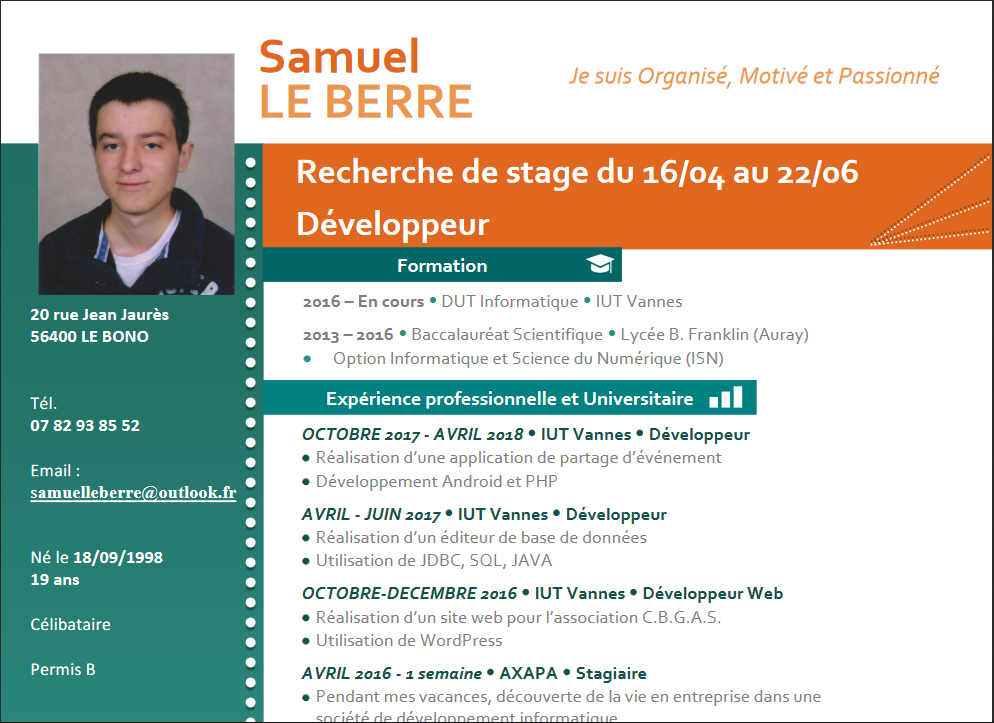 Samuel
LE BERRE
Je suis Organisé, Motivé et Passionné
Recherche de stage du 16/04 au 22/06
Développeur
20 rue Jean Jaurès
56400 LE BONO
Tél.
07 82 93 85 52
Email :
samuelleberre@outlook.fr
Né le 18/09/1998
19 ans
Célibataire
Permis B
Formation
2016 – En cours • DUT Informatique • IUT Vannes
2013 – 2016 • Baccalauréat Scientifique • Lycée B. Franklin (Auray)
• Option Informatique et Science du Numérique (ISN)
Expérience professionnelle et Universitaire
OCTOBRE 2017 - AVRIL 2018 • IUT Vannes • Développeur
• Réalisation d’une application de partage d’événement
• Développement Android et PHP
AVRIL - JUIN 2017 • IUT Vannes • Développeur
• Réalisation d’un éditeur de base de données
• Utilisation de JDBC, SQL, JAVA
OCTOBRE-DECEMBRE 2016 • IUT Vannes • Développeur Web
• Réalisation d’un site web pour l’association C.B.G.A.S.
• Utilisation de WordPress
AVRIL 2016 - 1 semaine • AXAPA • Stagiaire
• Pendant mes vacances, découverte de la vie en entreprise dans une
société de développement informatique